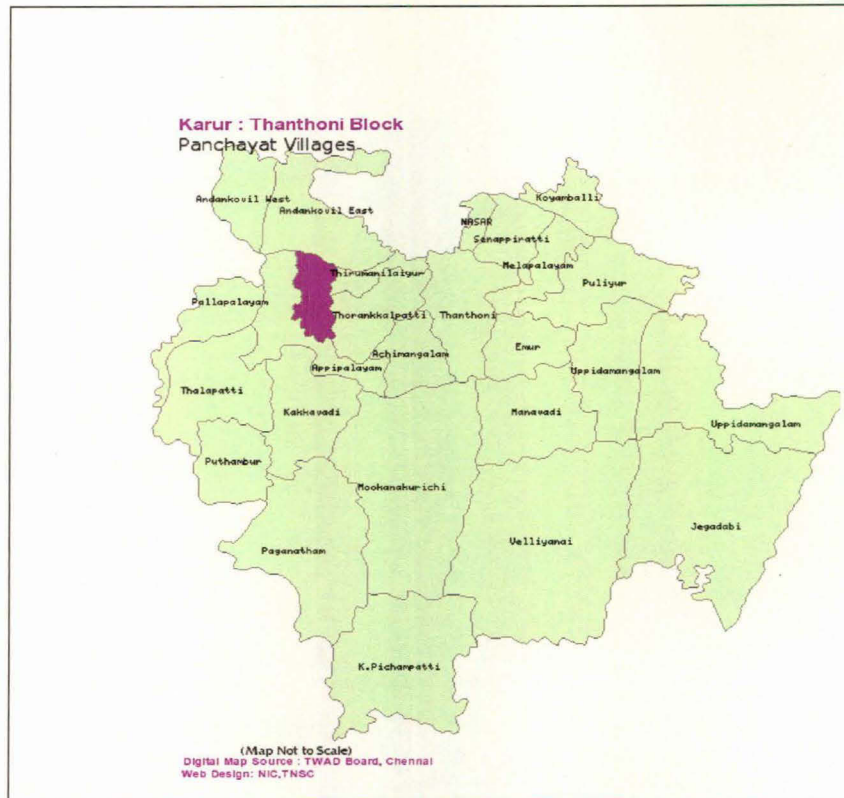 Karur : Thanthoni Block
Panchayat Villages
Andankovil West
Andankovil East
Koyamballi
NASAR
Senappiratti
Melapalayam
Thirumanilaiyur
Puliyur
Pallapalayam
Thorankkalpatti
Thanthoni
Achimangalam
Emur
Appipalayam
Uppidamangalam
Thalapatti
Kakkavadi
Manavadi
Uppidamangalam
Puthambur
Mookanakurichi
Jegadabi
Velliyanai
Paganatham
K.Pichampatti
(Map Not to Scale)
Digital Map Source : TWAD Board, Chennai
Web Design: NIC,TNSC